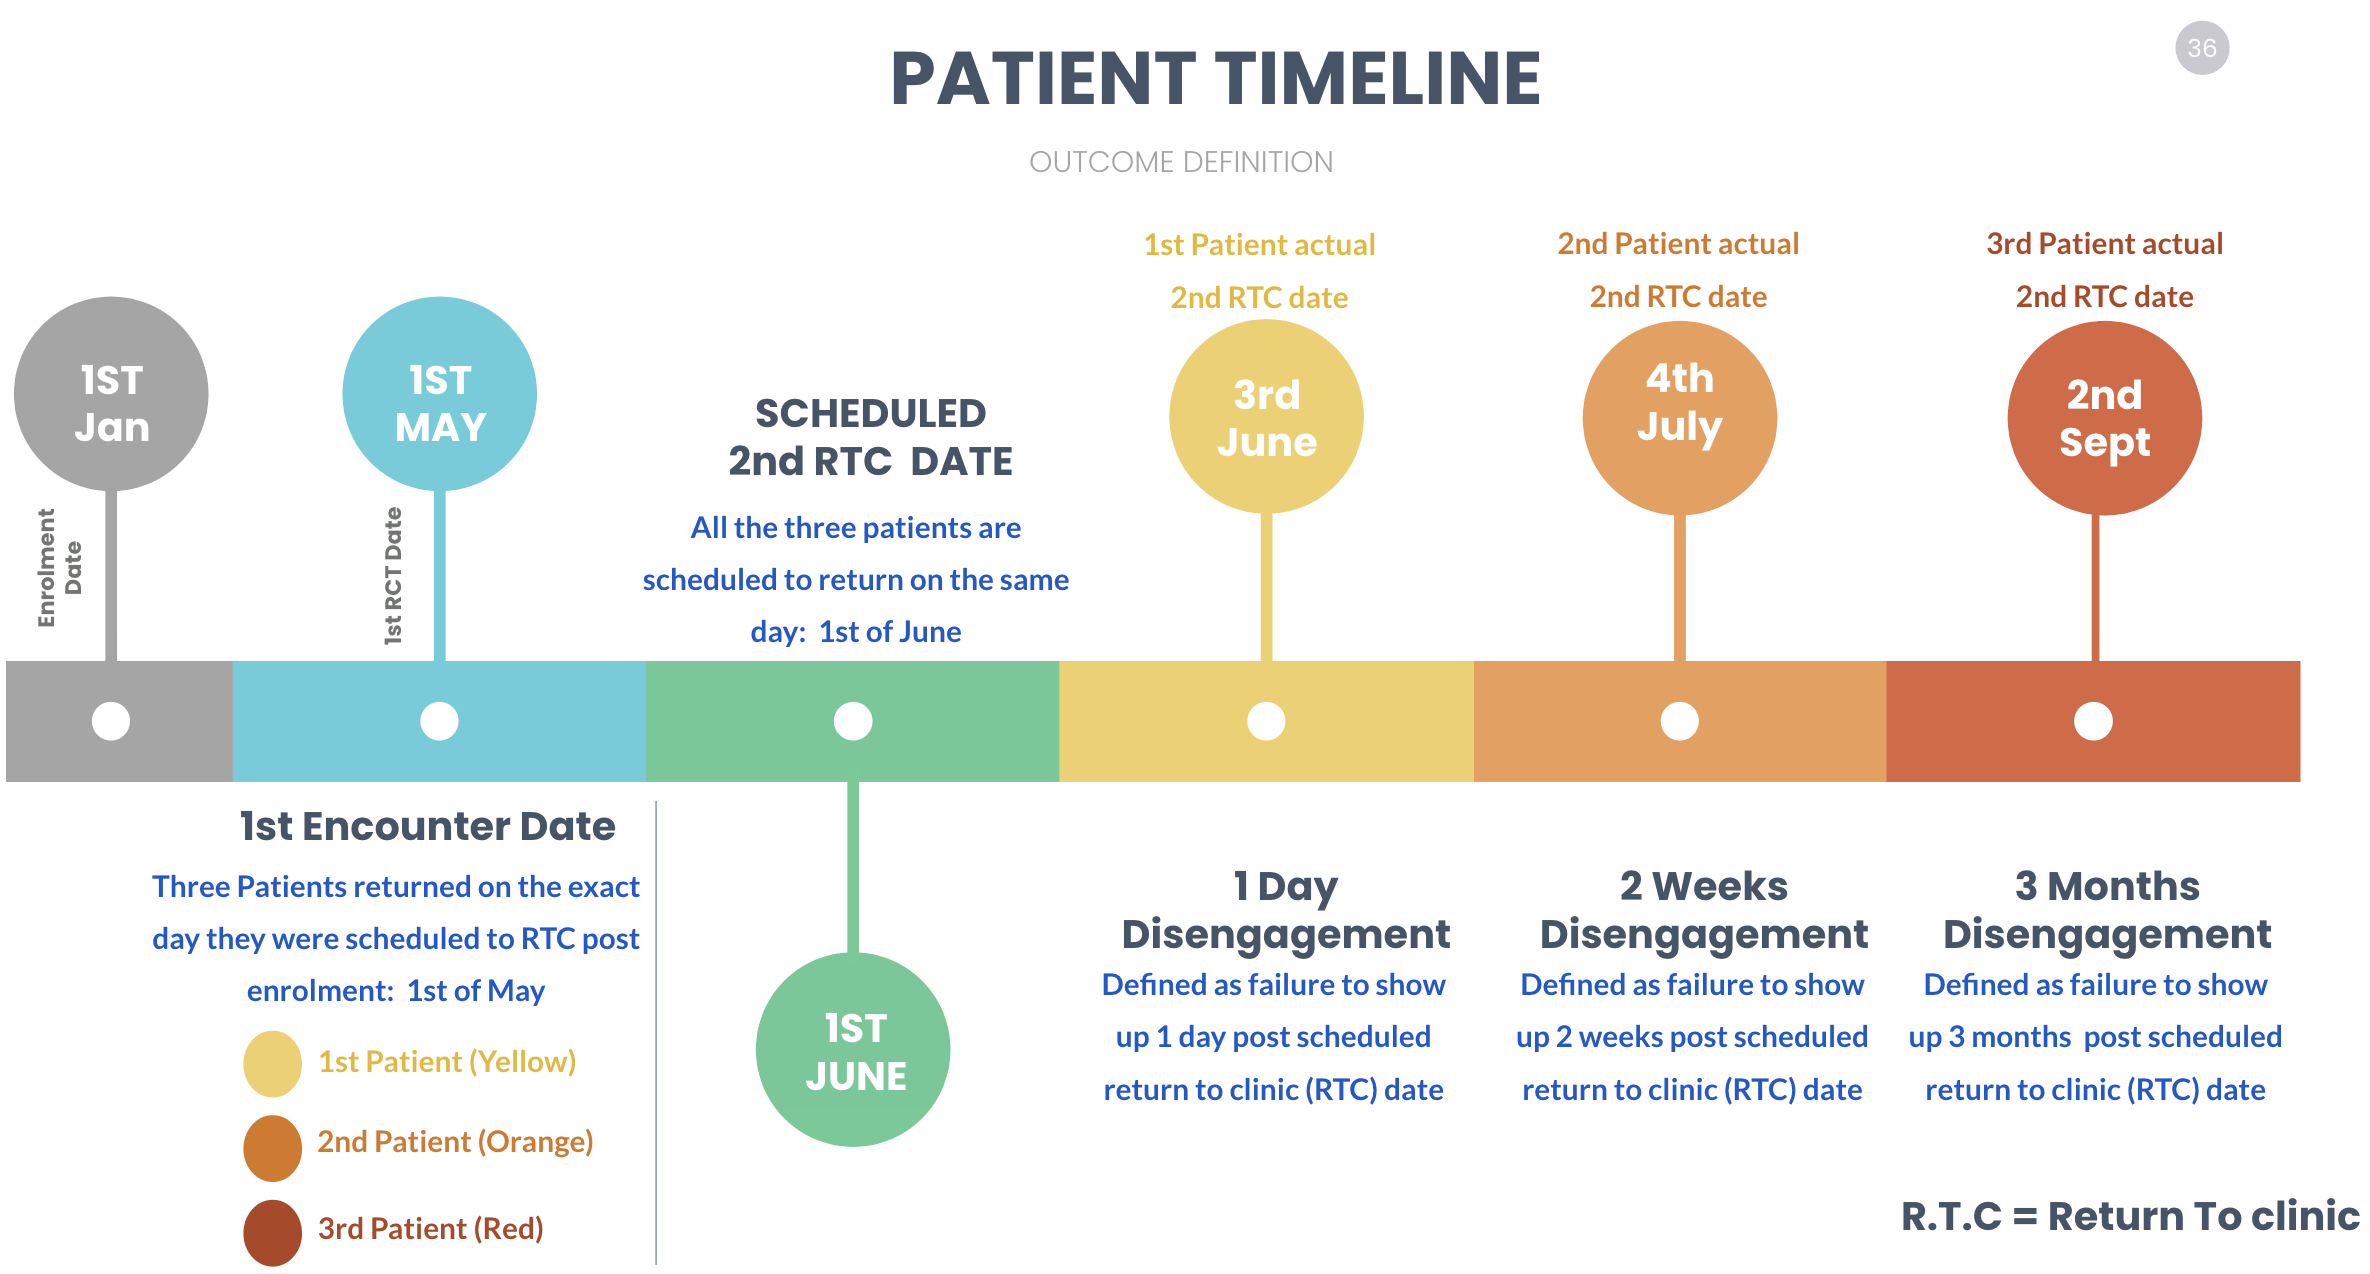 36
PATIENT TIMELINE
OUTCOME DEFINITION
1ST
Jan
Enrolment
Date
1ST
MAY
1st RCT Date
SCHEDULED
2nd RTC DATE
All the three patients are
scheduled to return on the same
day: 1st of June
1st Patient actual
2nd RTC date
3rd
June
2nd Patient actual
2nd RTC date
4th
July
3rd Patient actual
2nd RTC date
2nd
Sept
1st Encounter Date
Three Patients returned on the exact
day they were scheduled to RTC post
enrolment: 1st of May
1st Patient (Yellow)
2nd Patient (Orange)
3rd Patient (Red)
1ST
JUNE
1 Day
Disengagement
Defined as failure to show
up 1 day post scheduled
return to clinic (RTC) date
2 Weeks
Disengagement
Defined as failure to show
up 2 weeks post scheduled
return to clinic (RTC) date
3 Months
Disengagement
Defined as failure to show
up 3 months post scheduled
return to clinic (RTC) date
R.T.C = Return To clinic